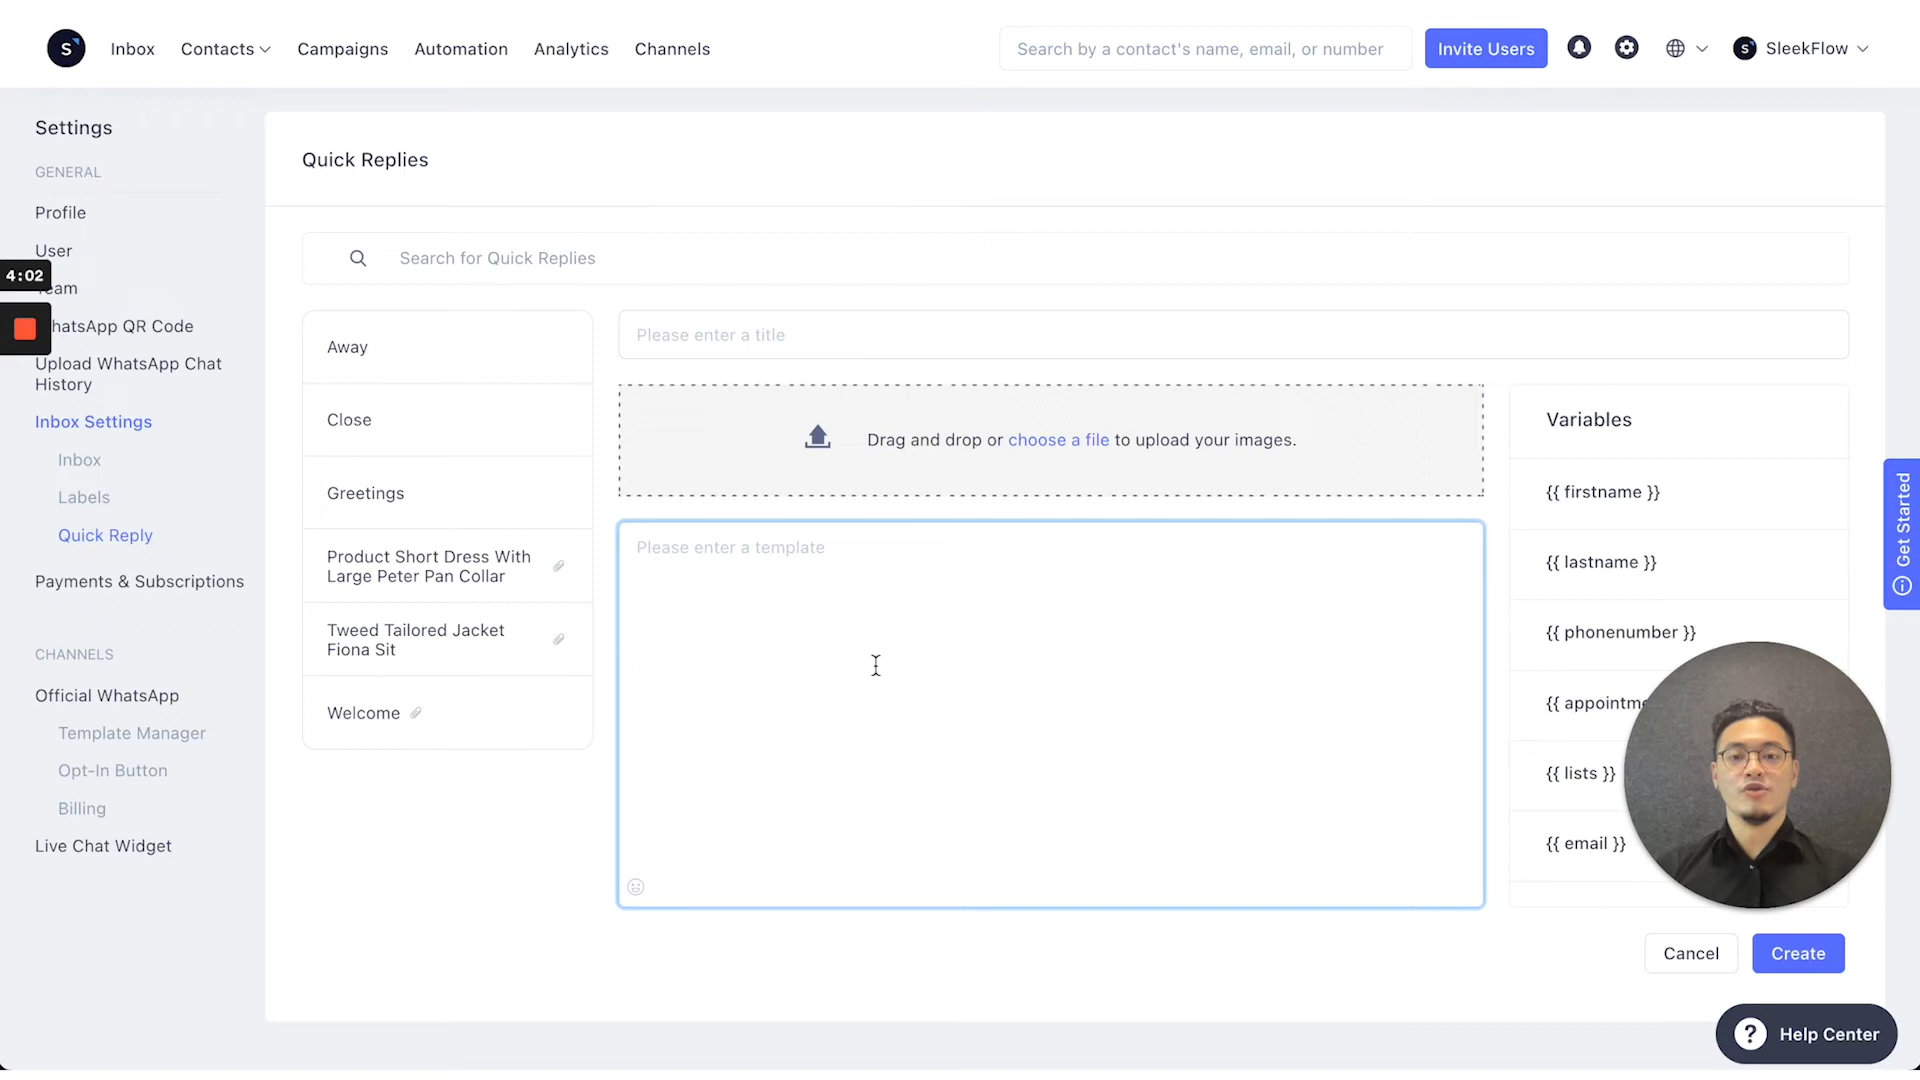 S
Inbox
Contacts
Campaigns
Automation
Analytics
Channels
Search by a contact's name, email, or number
Invite Users
S
SleekFlow
Settings
GENERAL
Profile
User
4:02
eam
hatsApp QR Code
Upload WhatsApp Chat
History
Inbox Settings
Inbox
Labels
Quick Reply
Payments & Subscriptions
CHANNELS
Official WhatsApp
Template Manager
Opt-In Button
Billing
Live Chat Widget
Quick Replies
Search for Quick Replies
Away
Close
Greetings
Product Short Dress With
Large Peter Pan Collar
Tweed Tailored Jacket
Fiona Sit
Welcome
Please enter a title
Drag and drop or choose a file to upload your images.
Please enter a template
Variables
{{ firstname }}
{{ lastname }}
{{ phonenumber }}
{{ appointme
{{ lists }}
{{ email }}
Cancel
Create
Get Started
? Help Center